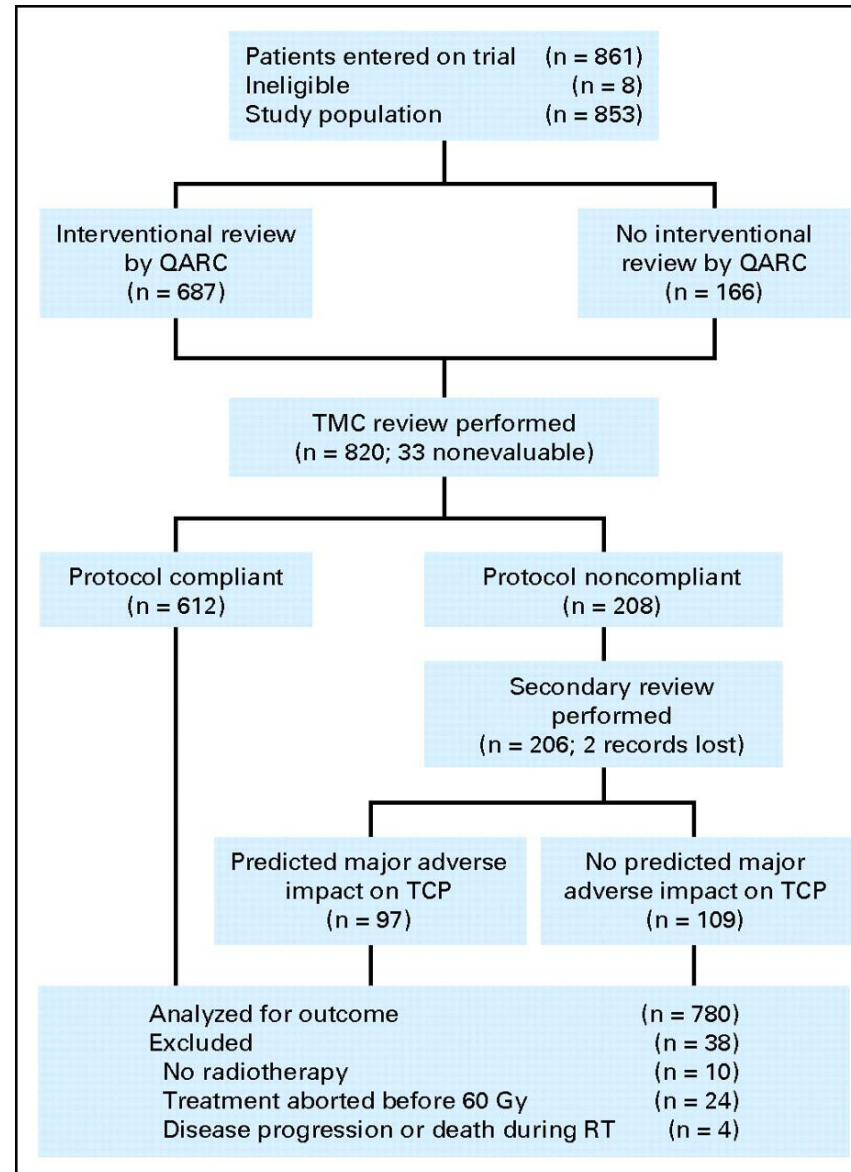 Patients entered on trial (n = 861)
Ineligible (n = 8)
Study population (n = 853)
Interventional review
by QARC
(n = 687)
No interventional
review by QARC
(n = 166)
TMC review performed
(n = 820; 33 nonevaluable)
Protocol compliant
(n = 612)
Protocol noncompliant
(n = 208)
Secondary review
performed
(n = 206; 2 records lost)
Predicted major adverse
impact on TCP
(n = 97)
No predicted major
adverse impact on TCP
(n = 109)
Analyzed for outcome (n = 780)
Excluded (n = 38)
No radiotherapy (n = 10)
Treatment aborted before 60 Gy (n = 24)
Disease progression or death during RT (n = 4)